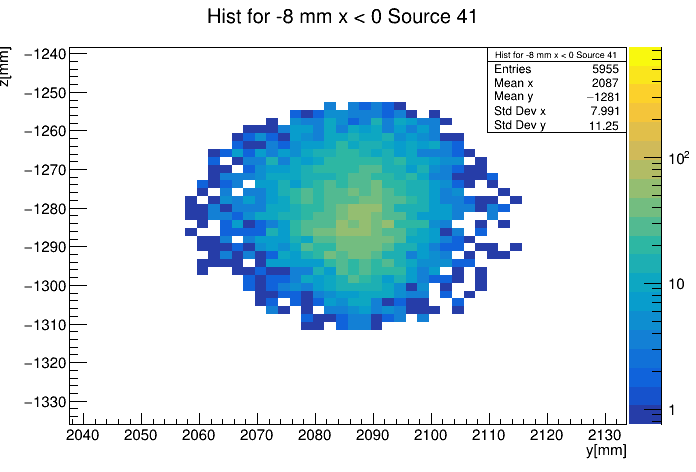 Hist for -8 mm x < 0 Source 41
z[mm]
Hist for -8 mm x < 0 Source 41
Entries 5955
Mean x 2087
Mean y −1281
Std Dev x 7.991
Std Dev y 11.25
−1240
−1250
−1260
−1270
−1280
−1290
−1300
−1310
−1320
−1330
10²
10
1
2040 2050 2060 2070 2080 2090 2100 2110 2120 2130
y[mm]